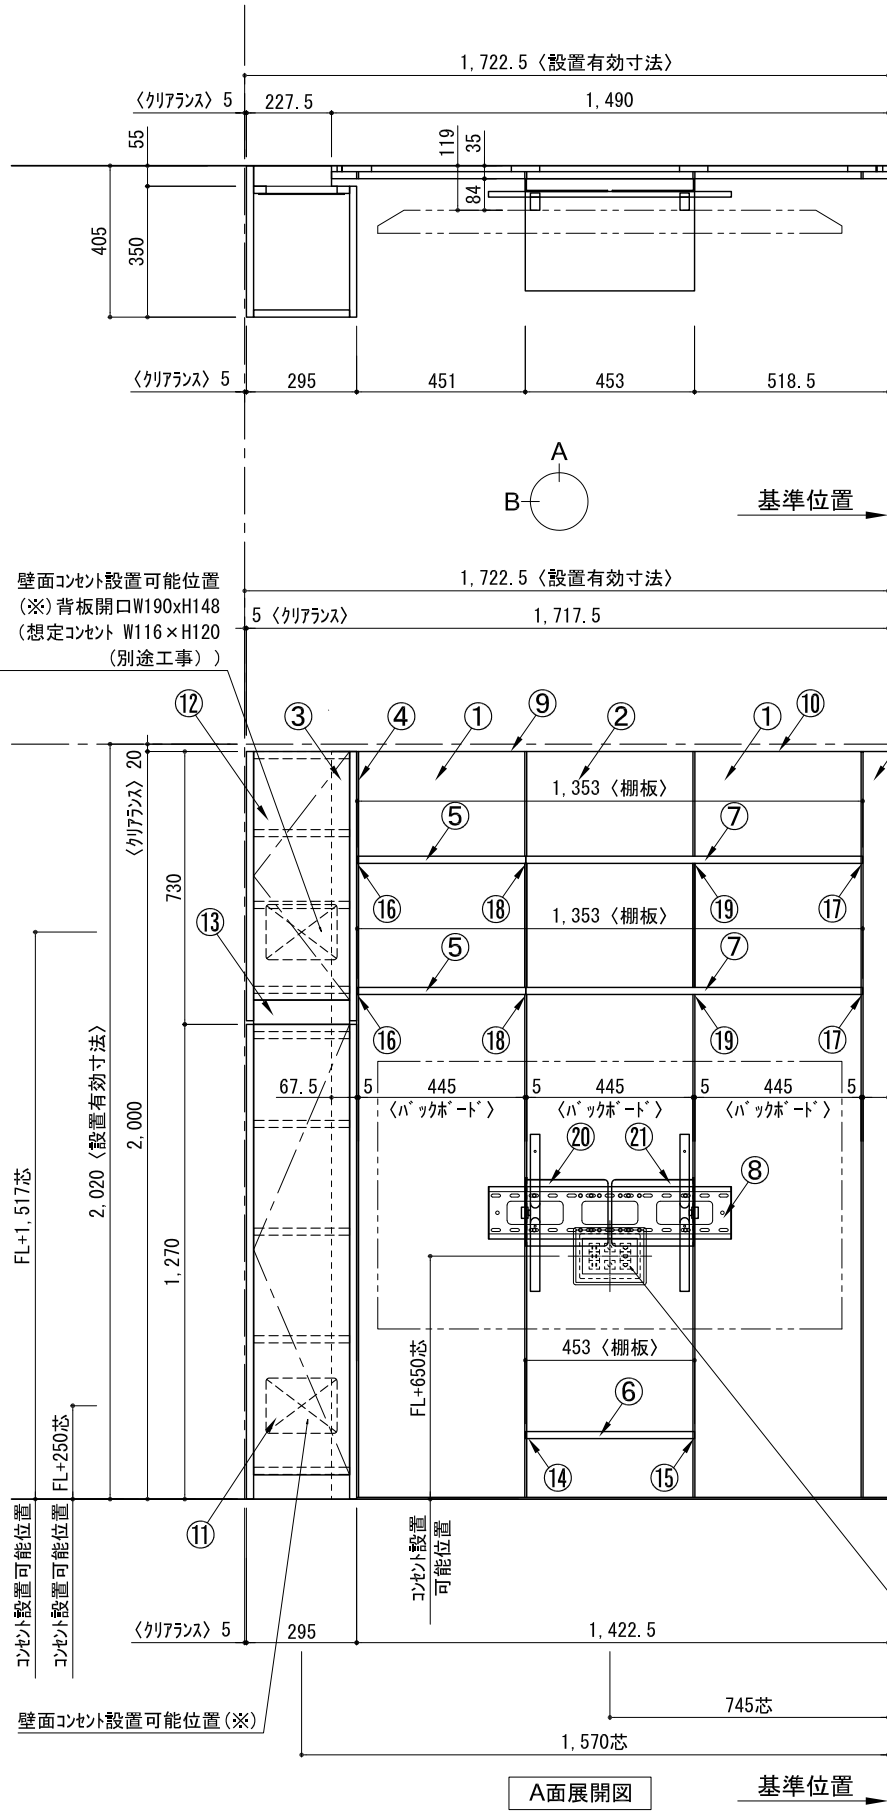 1,722.5〈設置有効寸法〉
〈クリアランス〉5
227.5
1,490
55
119
35
84
405
350
〈クリアランス〉5
295
451
453
518.5
A
B
基準位置
壁面コンセント設置可能位置
(※)背板開口W190xH148
(想定コンセント W116×H120
(別途工事))
1,722.5〈設置有効寸法〉
5〈クリアランス〉
1,717.5
⑫
③
④
①
⑨
②
①
⑩
〈クリアランス〉20
1,353〈棚板〉
⑤
⑦
730
⑯
⑱
⑲
⑰
⑬
1,353〈棚板〉
⑤
⑦
⑯
⑱
⑲
⑰
67.5
5
445
5
445
5
445
5
〈バックボード〉
〈バックボード〉
〈バックボード〉
⑳
㉑
⑧
FL+1,517芯
2,020〈設置有効寸法〉
2,000
1,270
FL+650芯
453〈棚板〉
⑥
FL+250芯
⑭
⑮
⑪
コンセント設置可能位置
コンセント設置可能位置
コンセント設置
可能位置
〈クリアランス〉5
295
1,422.5
壁面コンセント設置可能位置(※)
745芯
1,570芯
A面展開図
基準位置